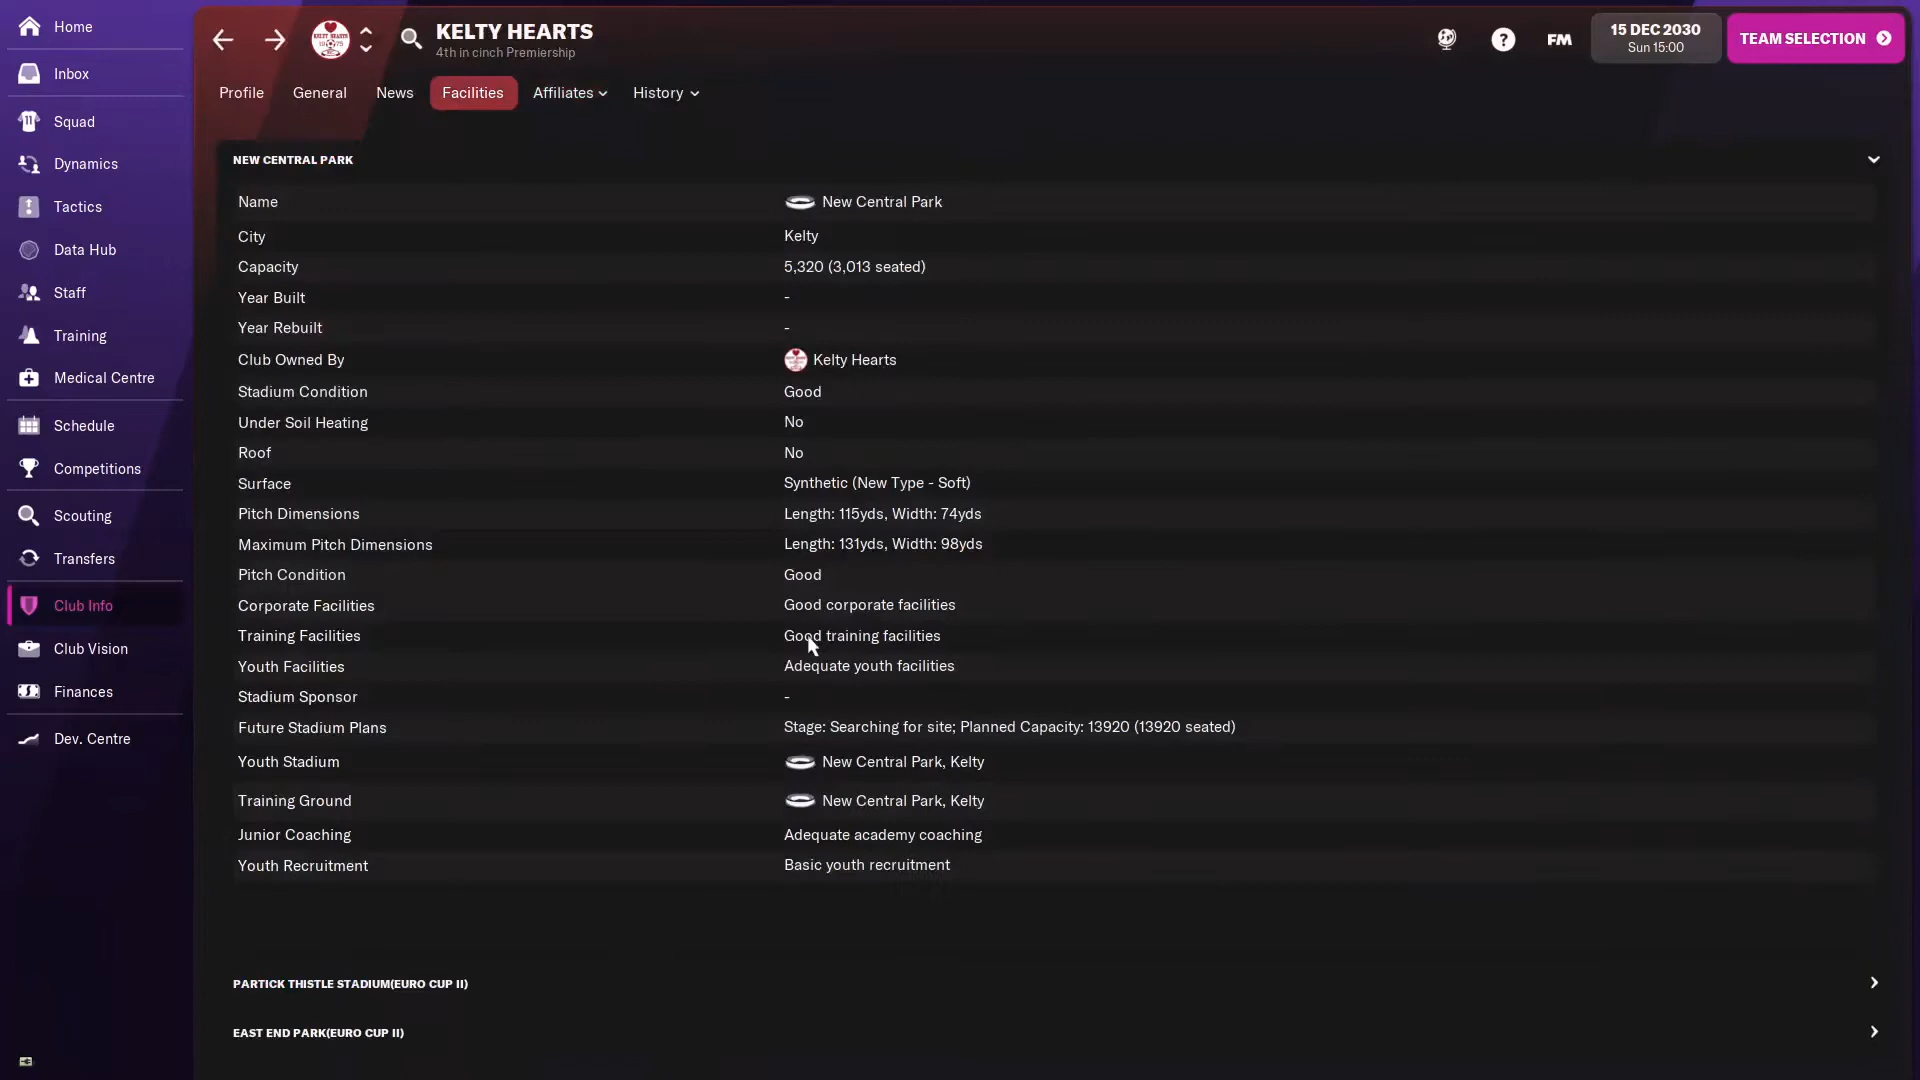 Home
Inbox
Squad
Dynamics
Tactics
Data Hub
Staff
Training
Medical Centre
Schedule
Competitions
Scouting
Transfers
Club Info
Club Vision
Finances
Dev. Centre
KELTY HEARTS
4th in cinch Premiership
FM
15 DEC 2030
Sun 15:00
TEAM SELECTION
Profile
General
News
Facilities
Affiliates
History
NEW CENTRAL PARK
Name New Central Park
City Kelty
Capacity 5,320 (3,013 seated)
Year Built -
Year Rebuilt -
Club Owned By Kelty Hearts
Stadium Condition Good
Under Soil Heating No
Roof No
Surface Synthetic (New Type - Soft)
Pitch Dimensions Length: 115yds, Width: 74yds
Maximum Pitch Dimensions Length: 131yds, Width: 98yds
Pitch Condition Good
Corporate Facilities Good corporate facilities
Training Facilities Good training facilities
Youth Facilities Adequate youth facilities
Stadium Sponsor -
Future Stadium Plans Stage: Searching for site; Planned Capacity: 13920 (13920 seated)
Youth Stadium New Central Park, Kelty
Training Ground New Central Park, Kelty
Junior Coaching Adequate academy coaching
Youth Recruitment Basic youth recruitment
PARTICK THISTLE STADIUM(EURO CUP II)
EAST END PARK(EURO CUP II)